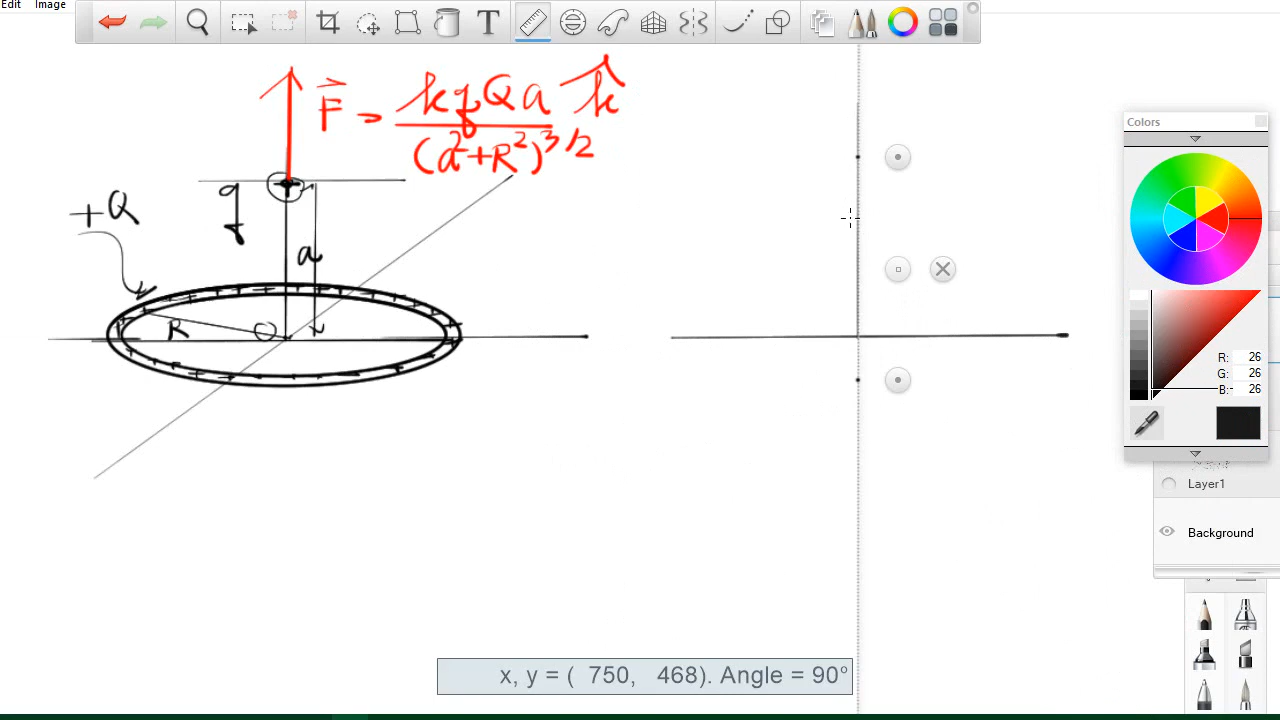 Edit Image
T
F⃗ = kqQa k̂
(a²+R²)^3/2
+Q
q
a
R
O
Colors
R: 26
G: 26
B: 26
Layer1
Background
x, y = ( 750, 468). Angle = 90°